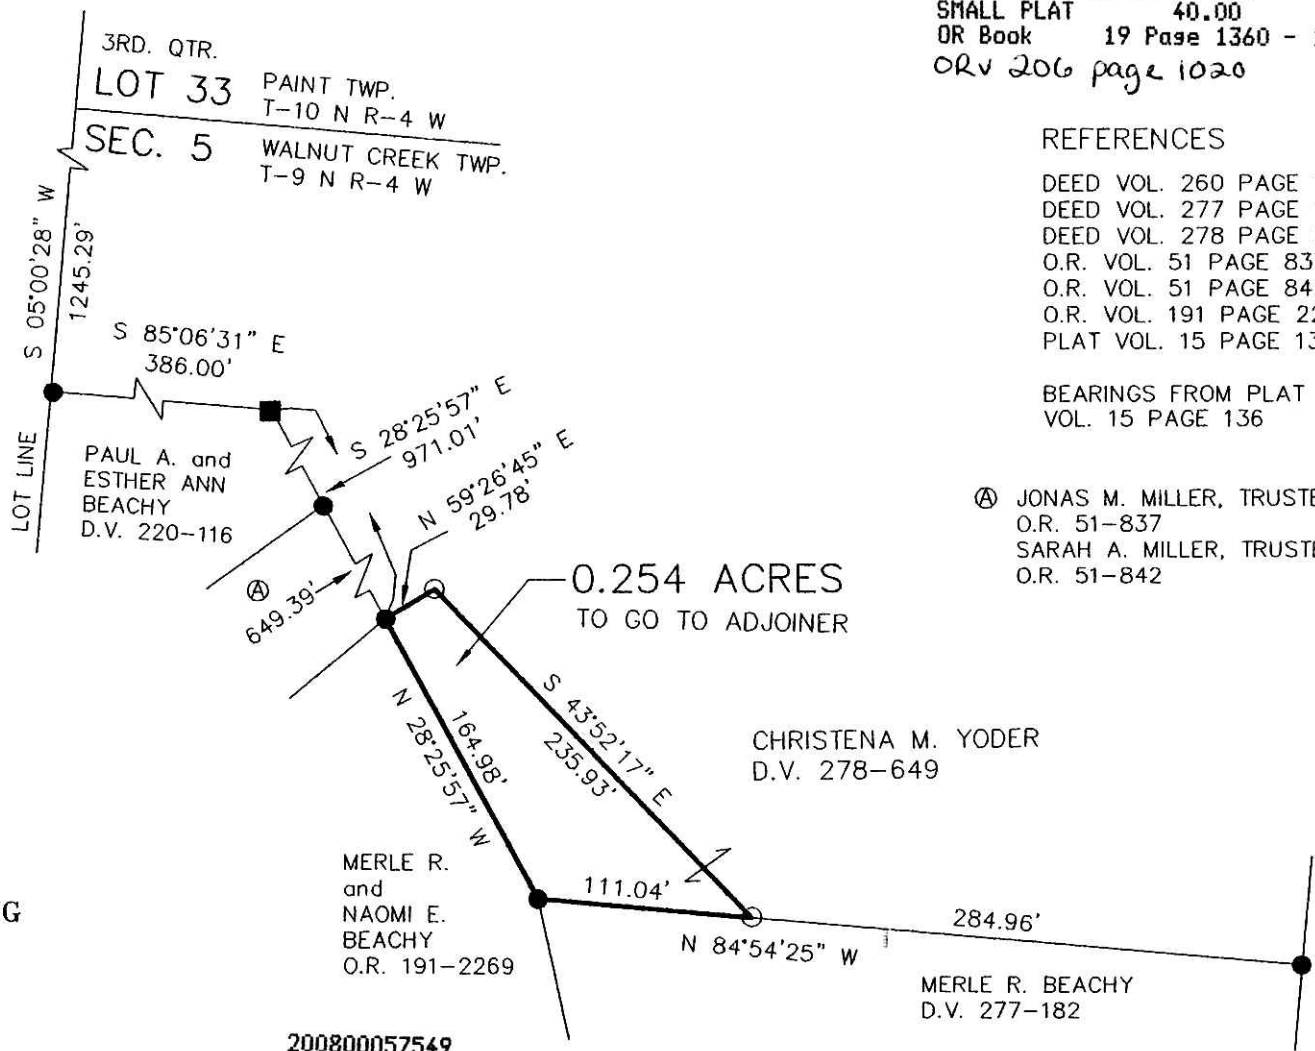 SMALL PLAT 40.00
OR Book 19 Page 1360 -
ORV 206 page 1020
3RD. QTR.
LOT 33 PAINT TWP.
T-10 N R-4 W
SEC. 5 WALNUT CREEK TWP.
T-9 N R-4 W
REFERENCES
DEED VOL. 260 PAGE
DEED VOL. 277 PAGE
DEED VOL. 278 PAGE
O.R. VOL. 51 PAGE 83
O.R. VOL. 51 PAGE 84
O.R. VOL. 191 PAGE 22
PLAT VOL. 15 PAGE 13
BEARINGS FROM PLAT
VOL. 15 PAGE 136
Ⓐ JONAS M. MILLER, TRUSTE
O.R. 51-837
SARAH A. MILLER, TRUSTE
O.R. 51-842
S 05°00'28" W
1245.29'
S 85°06'31" E
386.00'
LOT LINE
PAUL A. and
ESTHER ANN
BEACHY
D.V. 220-116
S 28°25'57" E
971.01'
N 59°26'45" E
29.78'
Ⓐ
649.39'
0.254 ACRES
TO GO TO ADJOINER
S 43°52'17" E
235.93'
164.98'
N 28°25'57" W
CHRISTENA M. YODER
D.V. 278-649
MERLE R.
and
NAOMI E.
BEACHY
O.R. 191-2269
111.04'
N 84°54'25" W
284.96'
MERLE R. BEACHY
D.V. 277-182
G
200800057549